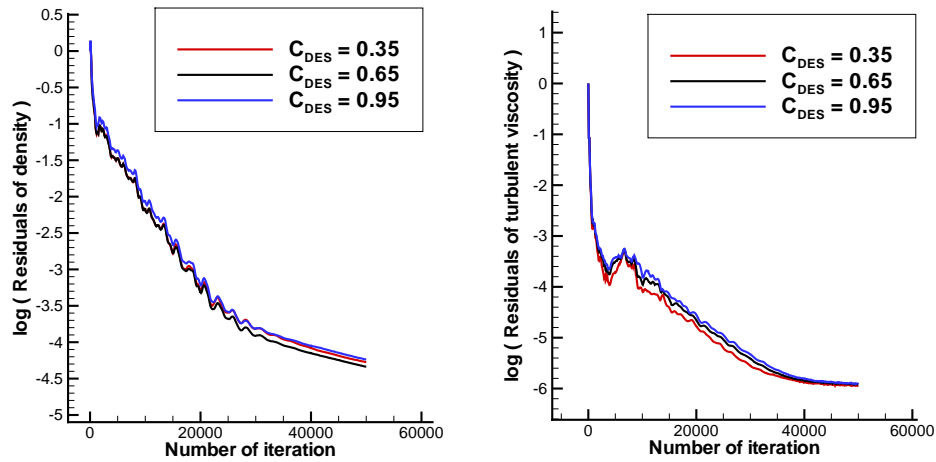 0.5
0
-0.5
-1
-1.5
-2
-2.5
-3
-3.5
-4
-4.5
-5
log ( Residuals of density )
C_DES = 0.35
C_DES = 0.65
C_DES = 0.95
0 20000 40000 60000
Number of iteration
1
0
-1
-2
-3
-4
-5
-6
log ( Residuals of turbulent viscosity )
C_DES = 0.35
C_DES = 0.65
C_DES = 0.95
0 20000 40000 60000
Number of iteration